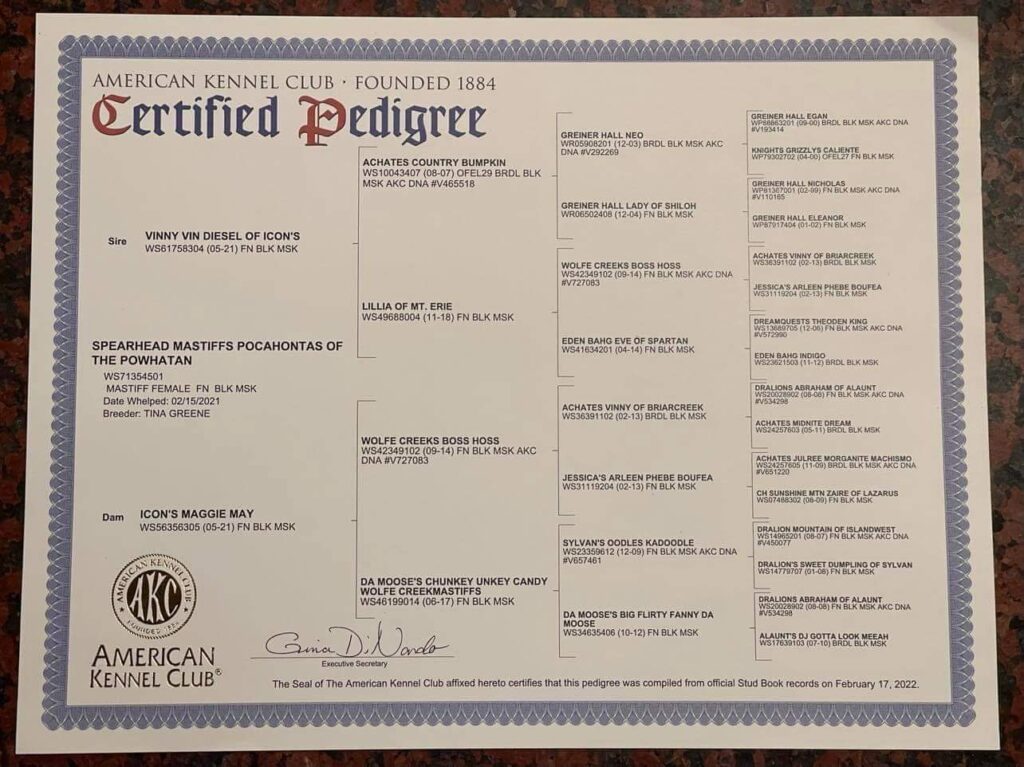 AMERICAN KENNEL CLUB · FOUNDED 1884
Certified Pedigree
Sire
VINNY VIN DIESEL OF ICON'S
WS61758304 (05-21) FN BLK MSK
SPEARHEAD MASTIFFS POCAHONTAS OF
THE POWHATAN
WS71354501
MASTIFF FEMALE FN BLK MSK
Date Whelped: 02/15/2021
Breeder: TINA GREENE
Dam
ICON'S MAGGIE MAY
WS56356305 (05-21) FN BLK MSK
ACHATES COUNTRY BUMPKIN
WS10043407 (08-07) OFEL29 BRDL BLK
MSK AKC DNA #V465518
LILLIA OF MT. ERIE
WS49688004 (11-18) FN BLK MSK
WOLFE CREEKS BOSS HOSS
WS42349102 (09-14) FN BLK MSK AKC
DNA #V727083
DA MOOSE'S CHUNKEY UNKEY CANDY
WOLFE CREEKMASTIFFS
WS46199014 (06-17) FN BLK MSK
GREINER HALL NEO
WR05908201 (12-03) BRDL BLK MSK AKC
DNA #V292269
GREINER HALL LADY OF SHILOH
WR06502408 (12-04) FN BLK MSK
WOLFE CREEKS BOSS HOSS
WS42349102 (09-14) FN BLK MSK AKC DNA
#V727083
EDEN BAHG EVE OF SPARTAN
WS41634201 (04-14) FN BLK MSK
ACHATES VINNY OF BRIARCREEK
WS36391102 (02-13) BRDL BLK MSK
JESSICA'S ARLEEN PHEBE BOUFEA
WS31119204 (02-13) FN BLK MSK
SYLVAN'S OODLES KADOODLE
WS23359612 (12-09) FN BLK MSK AKC DNA
#V657461
DA MOOSE'S BIG FLIRTY FANNY DA
MOOSE
WS34635406 (10-12) FN BLK MSK
GREINER HALL EGAN
WP88863201 (09-00) BRDL BLK MSK AKC DNA
#V193414
KNIGHTS GRIZZLYS CALIENTE
WP79302702 (04-00) OFEL27 FN BLK MSK
GREINER HALL NICHOLAS
WP81367001 (02-99) FN BLK MSK AKC DNA
#V110165
GREINER HALL ELEANOR
WP87917404 (01-02) FN BLK MSK
ACHATES VINNY OF BRIARCREEK
WS36391102 (02-13) BRDL BLK MSK
JESSICA'S ARLEEN PHEBE BOUFEA
WS31119204 (02-13) FN BLK MSK
DREAMQUESTS THEODEN KING
WS13689705 (12-06) FN BLK MSK AKC DNA
#V572990
EDEN BAHG INDIGO
WS23621503 (11-12) BRDL BLK MSK
DRALIONS ABRAHAM OF ALAUNT
WS20028902 (08-08) FN BLK MSK AKC DNA
#V534298
ACHATES MIDNITE DREAM
WS24257603 (05-11) BRDL BLK MSK
ACHATES JULREE MORGANITE MACHISMO
WS24257605 (11-09) BRDL BLK MSK AKC DNA
#V651220
CH SUNSHINE MTN ZAIRE OF LAZARUS
WS07488302 (08-09) FN BLK MSK
DRALION MOUNTAIN OF ISLANDWEST
WS14965201 (08-07) FN BLK MSK AKC DNA
#V450077
DRALION'S SWEET DUMPLING OF SYLVAN
WS14779707 (01-08) FN BLK MSK
DRALIONS ABRAHAM OF ALAUNT
WS20028902 (08-08) FN BLK MSK AKC DNA
#V534298
ALAUNT'S DJ GOTTA LOOK MEEAH
WS17639103 (07-10) BRDL BLK MSK
AMERICAN KENNEL CLUB
AKC
FOUNDED 1884
AMERICAN
KENNEL CLUB®
Gina DiNardo
Executive Secretary
The Seal of The American Kennel Club affixed hereto certifies that this pedigree was compiled from official Stud Book records on February 17, 2022.